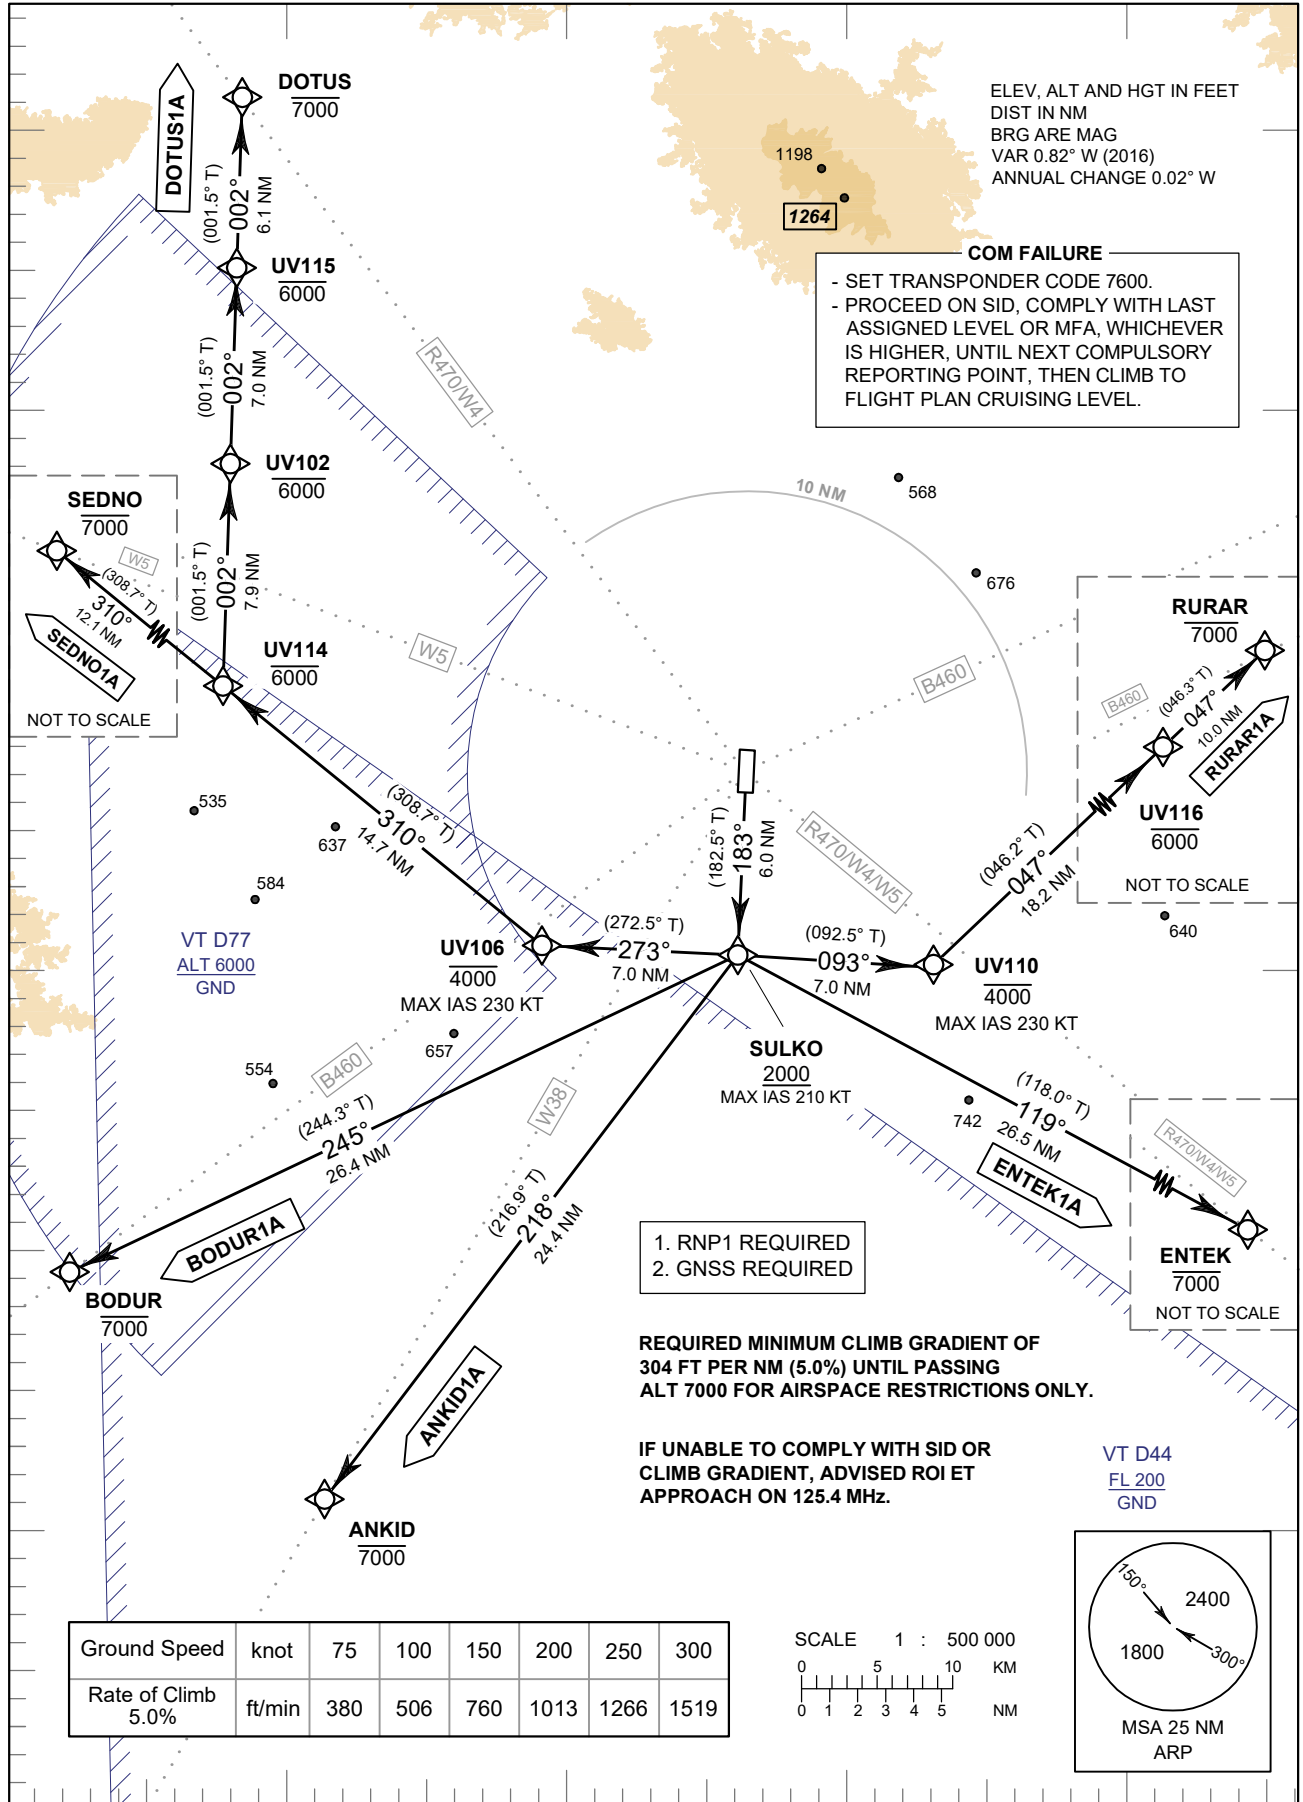 DOTUS
7000
DOTUS1A
(001.5° T)
002°
6.1 NM
UV115
6000
(001.5° T)
002°
7.0 NM
UV102
6000
(001.5° T)
002°
7.9 NM
UV114
6000
ELEV, ALT AND HGT IN FEET
DIST IN NM
BRG ARE MAG
VAR 0.82° W (2016)
ANNUAL CHANGE 0.02° W
1198
1264
COM FAILURE
- SET TRANSPONDER CODE 7600.
- PROCEED ON SID, COMPLY WITH LAST
ASSIGNED LEVEL OR MFA, WHICHEVER
IS HIGHER, UNTIL NEXT COMPULSORY
REPORTING POINT, THEN CLIMB TO
FLIGHT PLAN CRUISING LEVEL.
R470/W4
10 NM
568
676
SEDNO
7000
W5
(308.7° T)
310°
12.1 NM
SEDNO1A
NOT TO SCALE
W5
B460
RURAR
7000
B460
(046.3° T)
047°
10.0 NM
RURAR1A
UV116
6000
NOT TO SCALE
640
535
637
584
(308.7° T)
310°
14.7 NM
(182.5° T)
183°
6.0 NM
R470/W4/W5
(046.2° T)
047°
18.2 NM
VT D77
ALT 6000
GND
UV106
4000
MAX IAS 230 KT
(272.5° T)
273°
7.0 NM
(092.5° T)
093°
7.0 NM
UV110
4000
MAX IAS 230 KT
SULKO
2000
MAX IAS 210 KT
657
554
B460
W38
742
(244.3° T)
245°
26.4 NM
BODUR1A
BODUR
7000
(216.9° T)
218°
24.4 NM
ANKID1A
ANKID
7000
(118.0° T)
119°
26.5 NM
ENTEK1A
R470/W4/W5
ENTEK
7000
NOT TO SCALE
1. RNP1 REQUIRED
2. GNSS REQUIRED
REQUIRED MINIMUM CLIMB GRADIENT OF
304 FT PER NM (5.0%) UNTIL PASSING
ALT 7000 FOR AIRSPACE RESTRICTIONS ONLY.
IF UNABLE TO COMPLY WITH SID OR
CLIMB GRADIENT, ADVISED ROI ET
APPROACH ON 125.4 MHz.
VT D44
FL 200
GND
Ground Speed knot 75 100 150 200 250 300
Rate of Climb
5.0% ft/min 380 506 760 1013 1266 1519
SCALE 1 : 500 000
0 5 10 KM
0 1 2 3 4 5 NM
150°
2400
1800
300°
MSA 25 NM
ARP